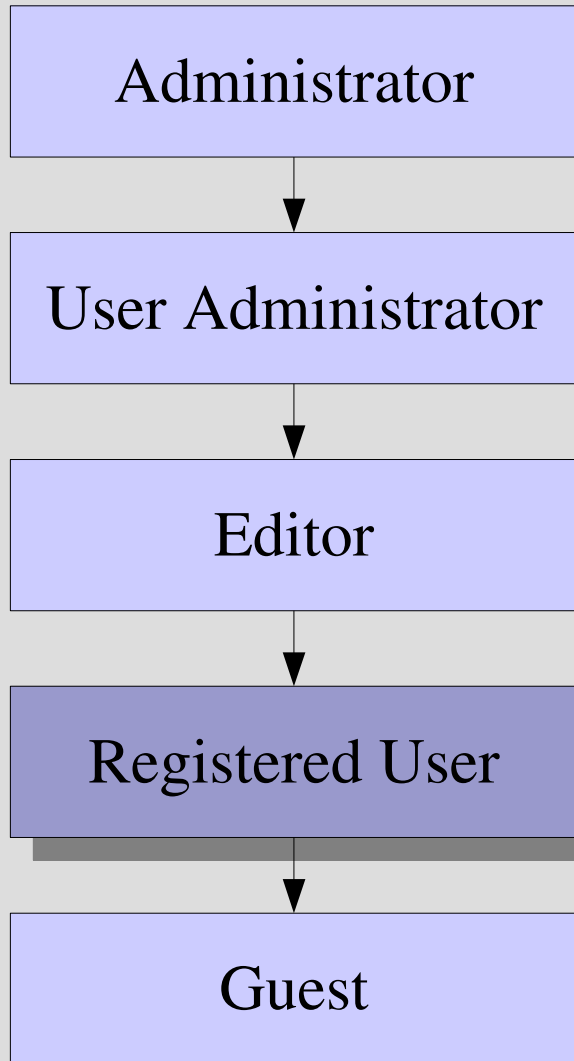 Administrator
User Administrator
Editor
Registered User
Guest